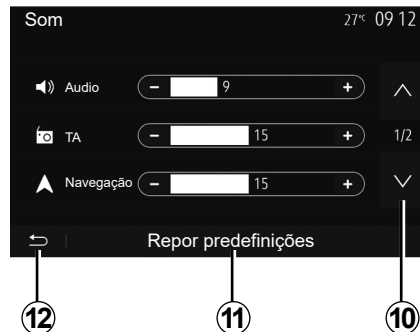 Som 27°C 09 12
Audio - 9 +
TA - 15 + 1/2
Navegação - 15 +
Repor predefinições
12 11 10